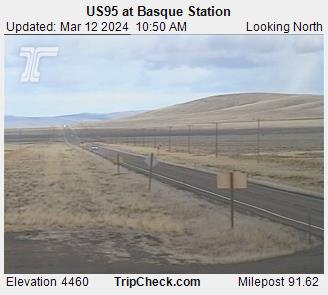 US95 at Basque Station
Updated: Mar 12 2024 10:50 AM Looking North
Elevation 4460 TripCheck.com Milepost 91.62